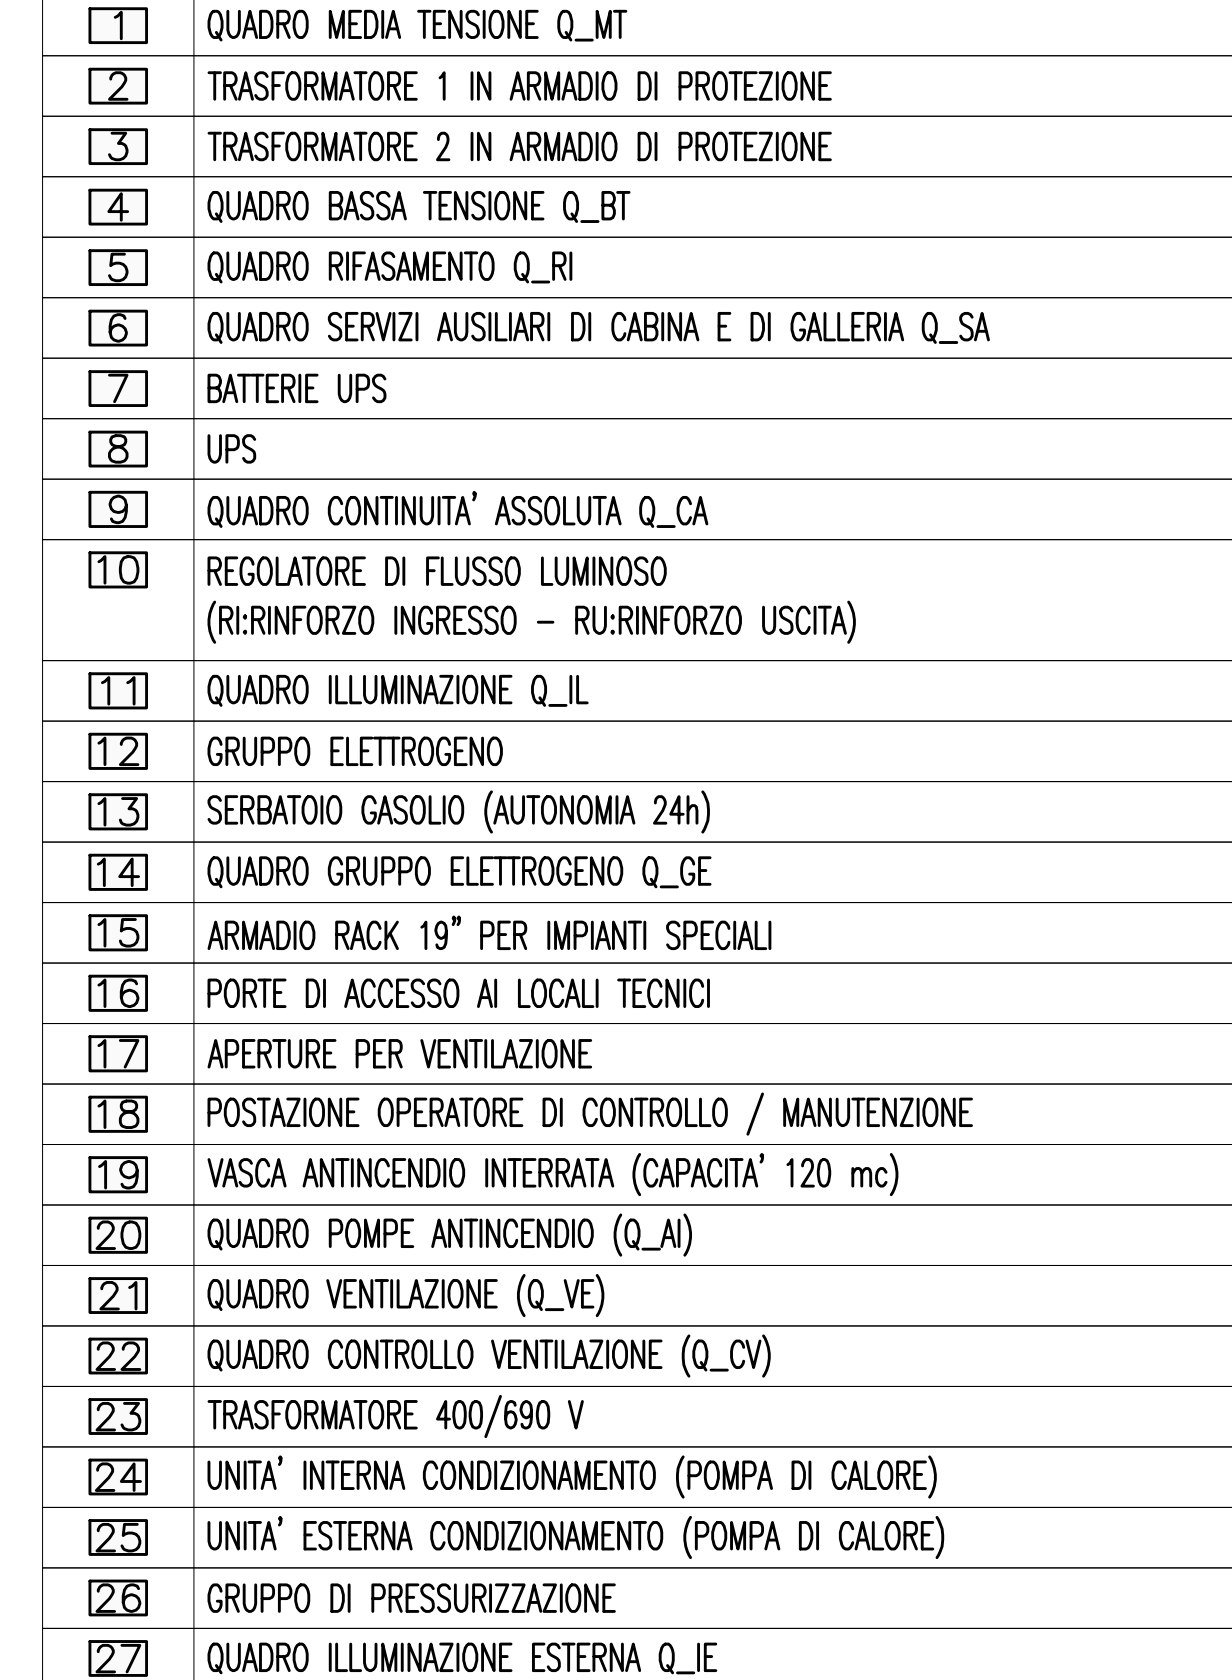 1 QUADRO MEDIA TENSIONE Q_MT
2 TRASFORMATORE 1 IN ARMADIO DI PROTEZIONE
3 TRASFORMATORE 2 IN ARMADIO DI PROTEZIONE
4 QUADRO BASSA TENSIONE Q_BT
5 QUADRO RIFASAMENTO Q_RI
6 QUADRO SERVIZI AUSILIARI DI CABINA E DI GALLERIA Q_SA
7 BATTERIE UPS
8 UPS
9 QUADRO CONTINUITA' ASSOLUTA Q_CA
10 REGOLATORE DI FLUSSO LUMINOSO
(RI:RINFORZO INGRESSO – RU:RINFORZO USCITA)
11 QUADRO ILLUMINAZIONE Q_IL
12 GRUPPO ELETTROGENO
13 SERBATOIO GASOLIO (AUTONOMIA 24h)
14 QUADRO GRUPPO ELETTROGENO Q_GE
15 ARMADIO RACK 19" PER IMPIANTI SPECIALI
16 PORTE DI ACCESSO AI LOCALI TECNICI
17 APERTURE PER VENTILAZIONE
18 POSTAZIONE OPERATORE DI CONTROLLO / MANUTENZIONE
19 VASCA ANTINCENDIO INTERRATA (CAPACITA' 120 mc)
20 QUADRO POMPE ANTINCENDIO (Q_AI)
21 QUADRO VENTILAZIONE (Q_VE)
22 QUADRO CONTROLLO VENTILAZIONE (Q_CV)
23 TRASFORMATORE 400/690 V
24 UNITA' INTERNA CONDIZIONAMENTO (POMPA DI CALORE)
25 UNITA' ESTERNA CONDIZIONAMENTO (POMPA DI CALORE)
26 GRUPPO DI PRESSURIZZAZIONE
27 QUADRO ILLUMINAZIONE ESTERNA Q_IE